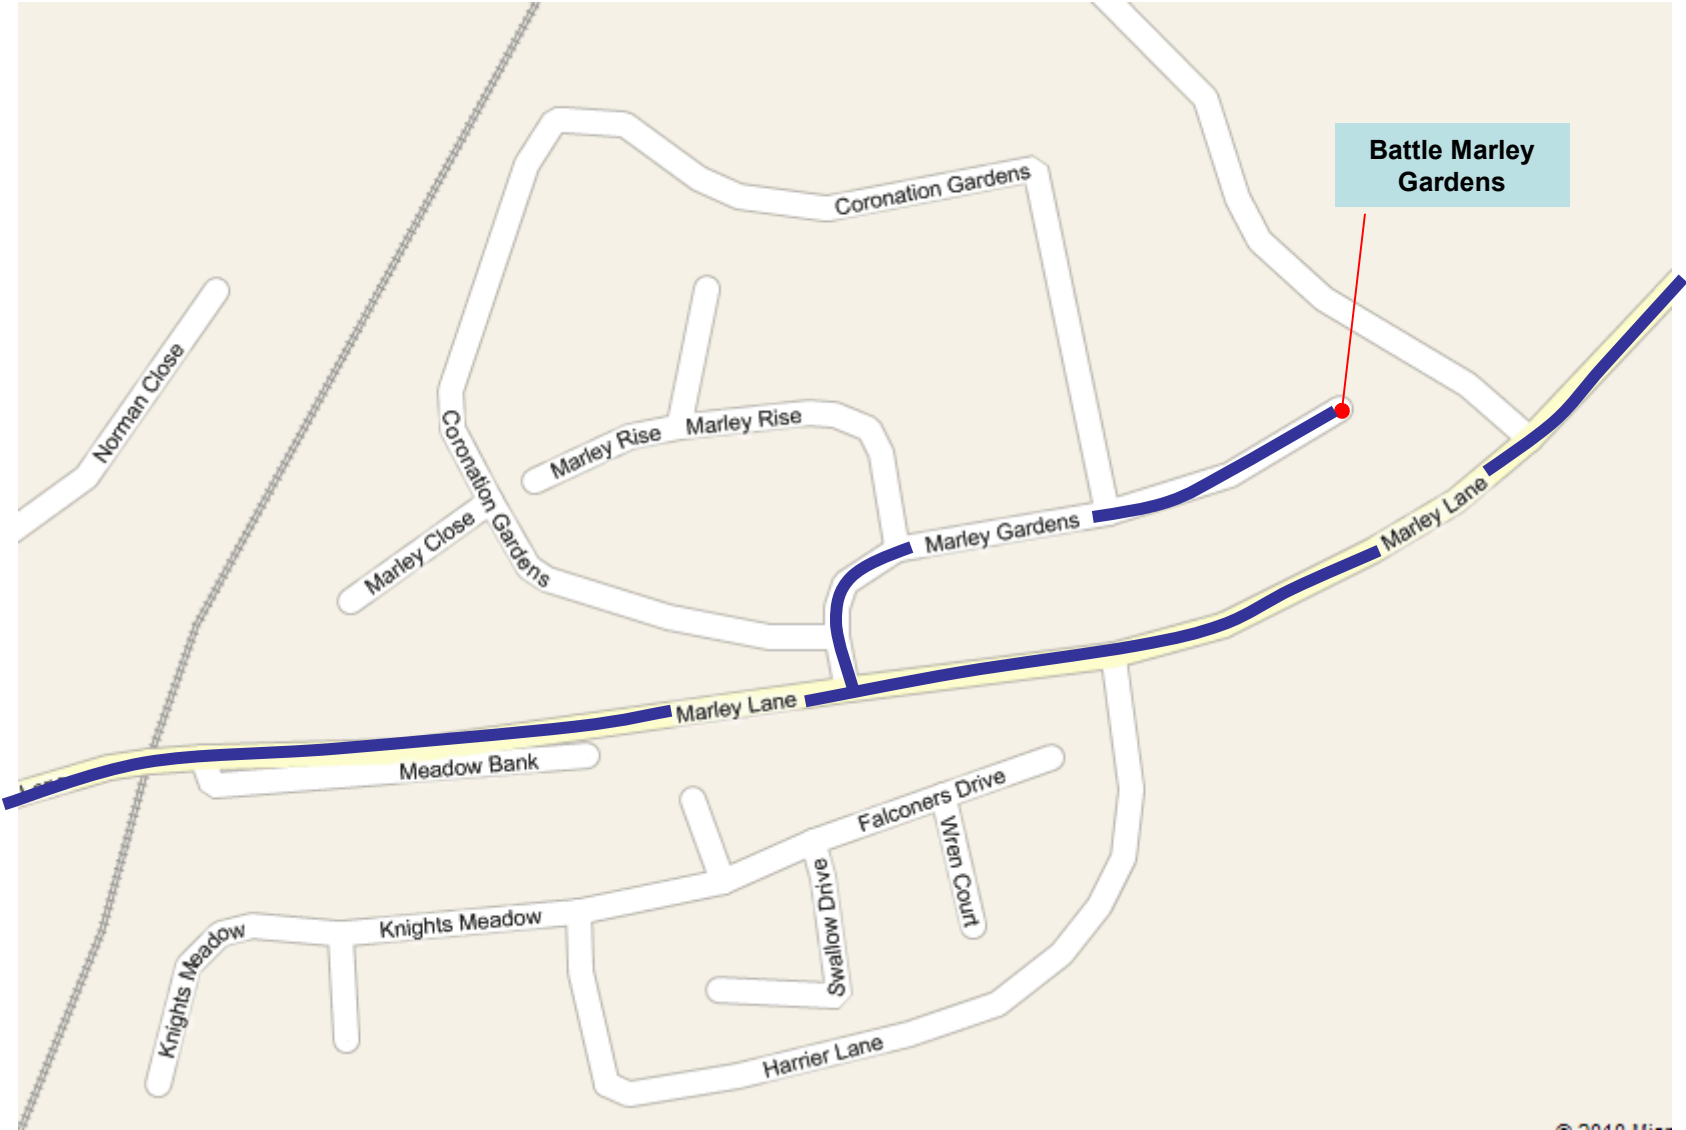 Battle Marley
Gardens
Coronation Gardens
Norman Close
Marley Rise
Marley Rise
Coronation Gardens
Marley Close
Marley Gardens
Marley Lane
Marley Lane
Meadow Bank
Falconers Drive
Wren Court
Swallow Drive
Knights Meadow
Knights Meadow
Harrier Lane
© 2010